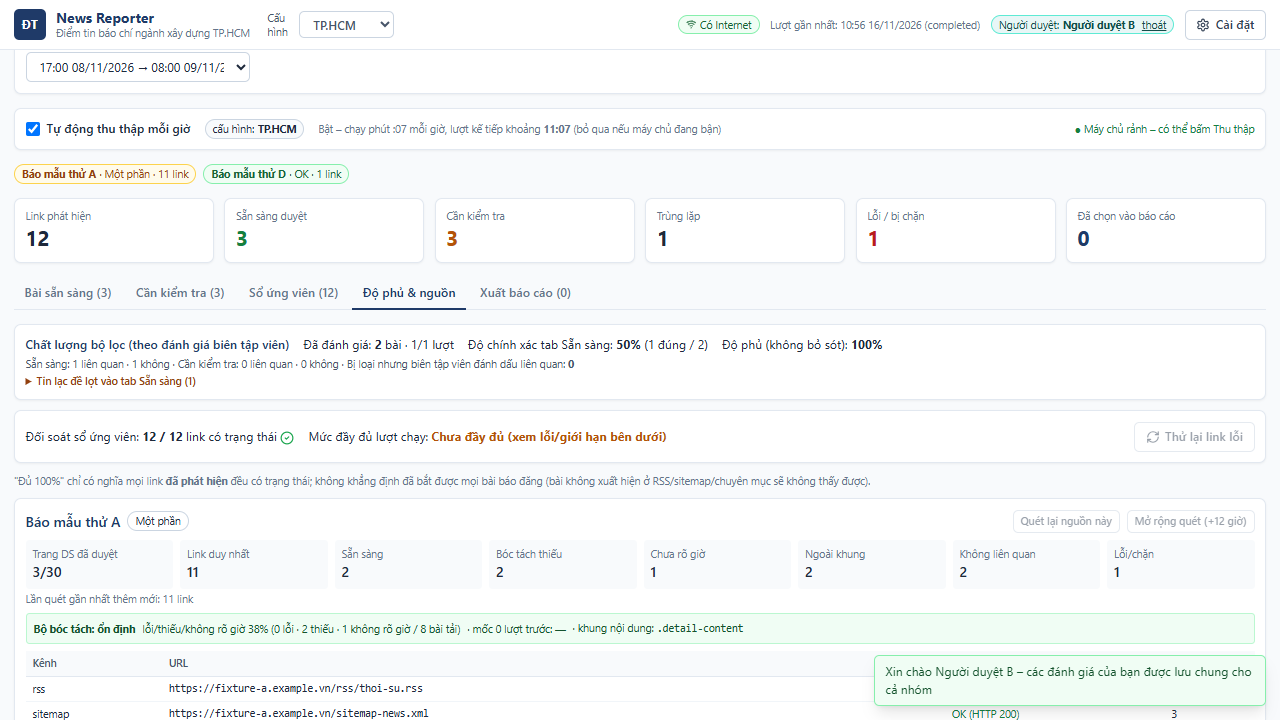 ĐT
News Reporter
Điểm tin báo chí ngành xây dựng TP.HCM
Cấu hình
TP.HCM
Có Internet
Lượt gần nhất: 10:56 16/11/2026 (completed)
Người duyệt: Người duyệt B thoát
Cài đặt
17:00 08/11/2026 → 08:00 09/11/2
Tự động thu thập mỗi giờ
cấu hình: TP.HCM
Bật – chạy phút :07 mỗi giờ, lượt kế tiếp khoảng 11:07 (bỏ qua nếu máy chủ đang bận)
● Máy chủ rảnh – có thể bấm Thu thập
Báo mẫu thử A · Một phần · 11 link
Báo mẫu thử D · OK · 1 link
Link phát hiện
12
Sẵn sàng duyệt
3
Cần kiểm tra
3
Trùng lặp
1
Lỗi / bị chặn
1
Đã chọn vào báo cáo
0
Bài sẵn sàng (3)
Cần kiểm tra (3)
Sổ ứng viên (12)
Độ phủ & nguồn
Xuất báo cáo (0)
Chất lượng bộ lọc (theo đánh giá biên tập viên) Đã đánh giá: 2 bài · 1/1 lượt Độ chính xác tab Sẵn sàng: 50% (1 đúng / 2) Độ phủ (không bỏ sót): 100%
Sẵn sàng: 1 liên quan · 1 không · Cần kiểm tra: 0 liên quan · 0 không · Bị loại nhưng biên tập viên đánh dấu liên quan: 0
▶ Tin lạc đề lọt vào tab Sẵn sàng (1)
Đối soát sổ ứng viên: 12 / 12 link có trạng thái
Mức đầy đủ lượt chạy: Chưa đầy đủ (xem lỗi/giới hạn bên dưới)
Thử lại link lỗi
"Đủ 100%" chỉ có nghĩa mọi link đã phát hiện đều có trạng thái; không khẳng định đã bắt được mọi bài báo đăng (bài không xuất hiện ở RSS/sitemap/chuyên mục sẽ không thấy được).
Báo mẫu thử A
Một phần
Quét lại nguồn này
Mở rộng quét (+12 giờ)
Trang DS đã duyệt
3/30
Link duy nhất
11
Sẵn sàng
2
Bóc tách thiếu
2
Chưa rõ giờ
1
Ngoài khung
2
Không liên quan
2
Lỗi/chặn
1
Lần quét gần nhất thêm mới: 11 link
Bộ bóc tách: ổn định lỗi/thiếu/không rõ giờ 38% (0 lỗi · 2 thiếu · 1 không rõ giờ / 8 bài tải) · mốc 0 lượt trước: — · khung nội dung: .detail-content
Kênh
URL
rss
https://fixture-a.example.vn/rss/thoi-su.rss
sitemap
https://fixture-a.example.vn/sitemap-news.xml
OK (HTTP 200)
3
Xin chào Người duyệt B – các đánh giá của bạn được lưu chung cho
cả nhóm